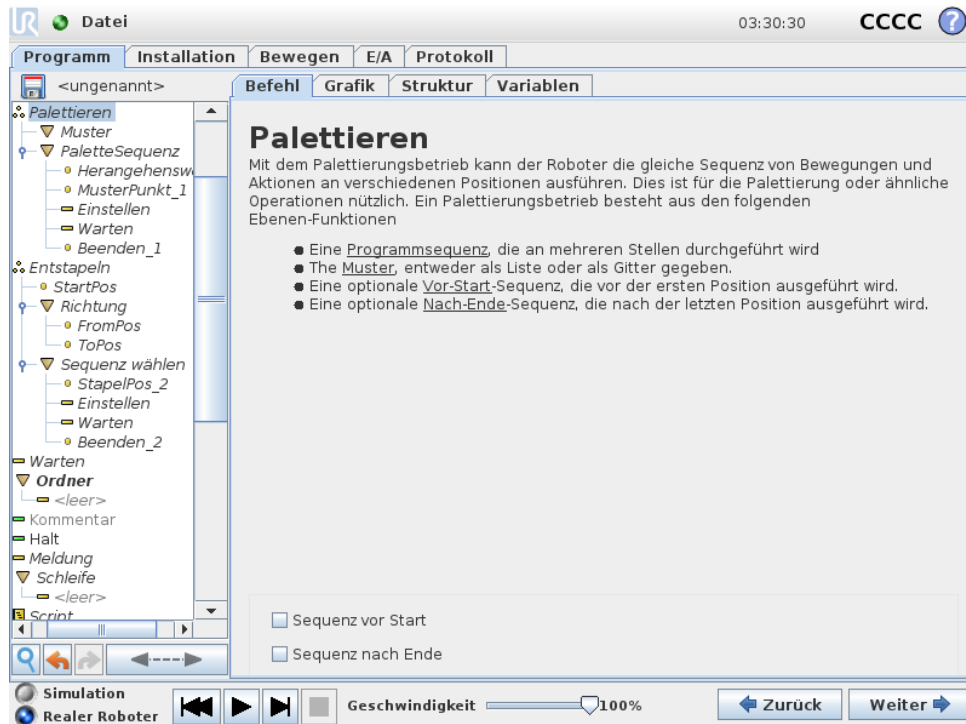 UR Datei 03:30:30 CCCC ?
Programm Installation Bewegen E/A Protokoll
<ungenannt>
Palettieren
Muster
PaletteSequenz
MusterPunkt_1
Einstellen
Warten
Beenden_1
Entstapeln
StartPos
Richtung
FromPos
ToPos
Sequenz wählen
StapelPos_2
Einstellen
Warten
Beenden_2
Warten
Ordner
<leer>
Kommentar
Halt
Meldung
Schleife
<leer>
Script
Befehl Grafik Struktur Variablen
Palettieren
Mit dem Palettierungsbetrieb kann der Roboter die gleiche Sequenz von Bewegungen und
Aktionen an verschiedenen Positionen ausführen. Dies ist für die Palettierung oder ähnliche
Operationen nützlich. Ein Palettierungsbetrieb besteht aus den folgenden
Ebenen-Funktionen
Eine Programmsequenz, die an mehreren Stellen durchgeführt wird
The Muster, entweder als Liste oder als Gitter gegeben.
Eine optionale Vor-Start-Sequenz, die vor der ersten Position ausgeführt wird.
Eine optionale Nach-Ende-Sequenz, die nach der letzten Position ausgeführt wird.
Sequenz vor Start
Sequenz nach Ende
Simulation
Realer Roboter
Geschwindigkeit 100%
Zurück
Weiter